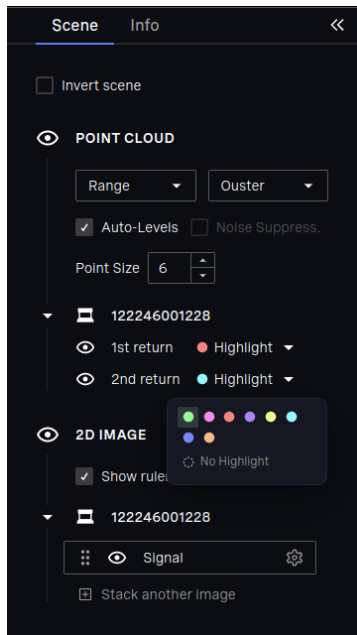 Scene Info
Invert scene
POINT CLOUD
Range Ouster
Auto-Levels Noise Suppress.
Point Size 6
122246001228
1st return Highlight
2nd return Highlight
No Highlight
2D IMAGE
Show ruler
122246001228
Signal
Stack another image